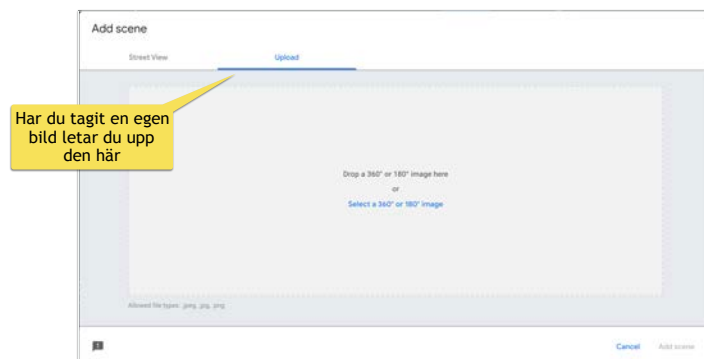 Add scene
Street View
Upload
Har du tagit en egen
bild letar du upp
den här
Drop a 360° or 180° image here
or
Select a 360° or 180° image
Allowed file types: .jpeg, .jpg, .png
Cancel
Add scene